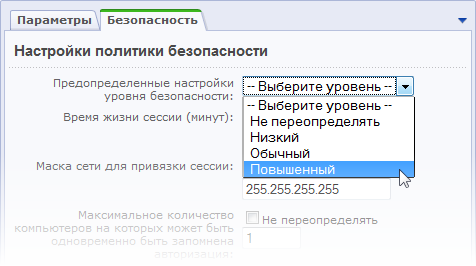 Параметры
Безопасность
Настройки политики безопасности
Предопределенные настройки
уровня безопасности:
-- Выберите уровень --
-- Выберите уровень --
Не переопределять
Низкий
Обычный
Повышенный
Время жизни сессии (минут):
Маска сети для привязки сессии:
255.255.255.255
Максимальное количество
компьютеров на которых может быть
одновременно быть запомнена
авторизация:
Не переопределять
1